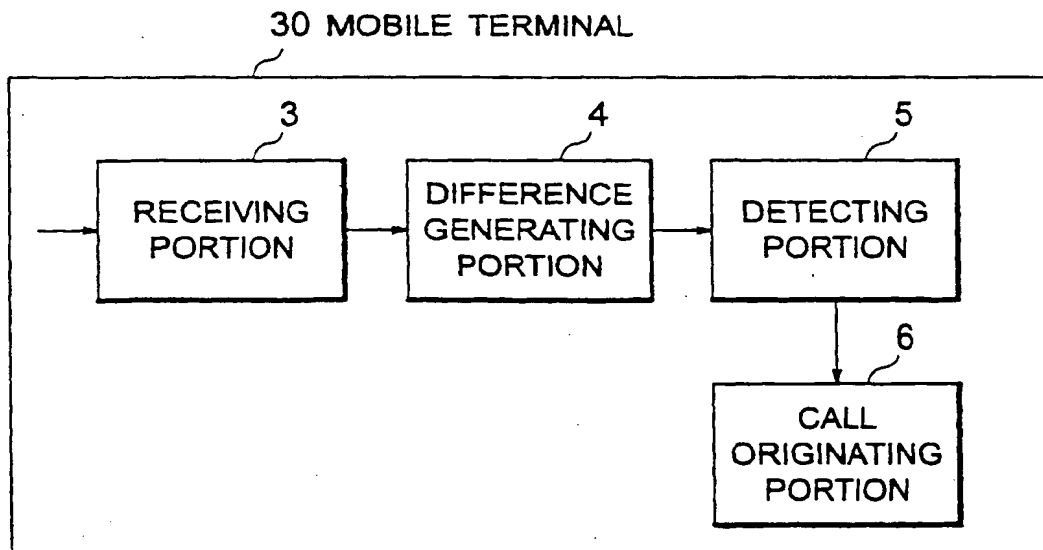 30 MOBILE TERMINAL
3
RECEIVING
PORTION
4
DIFFERENCE
GENERATING
PORTION
5
DETECTING
PORTION
6
CALL
ORIGINATING
PORTION